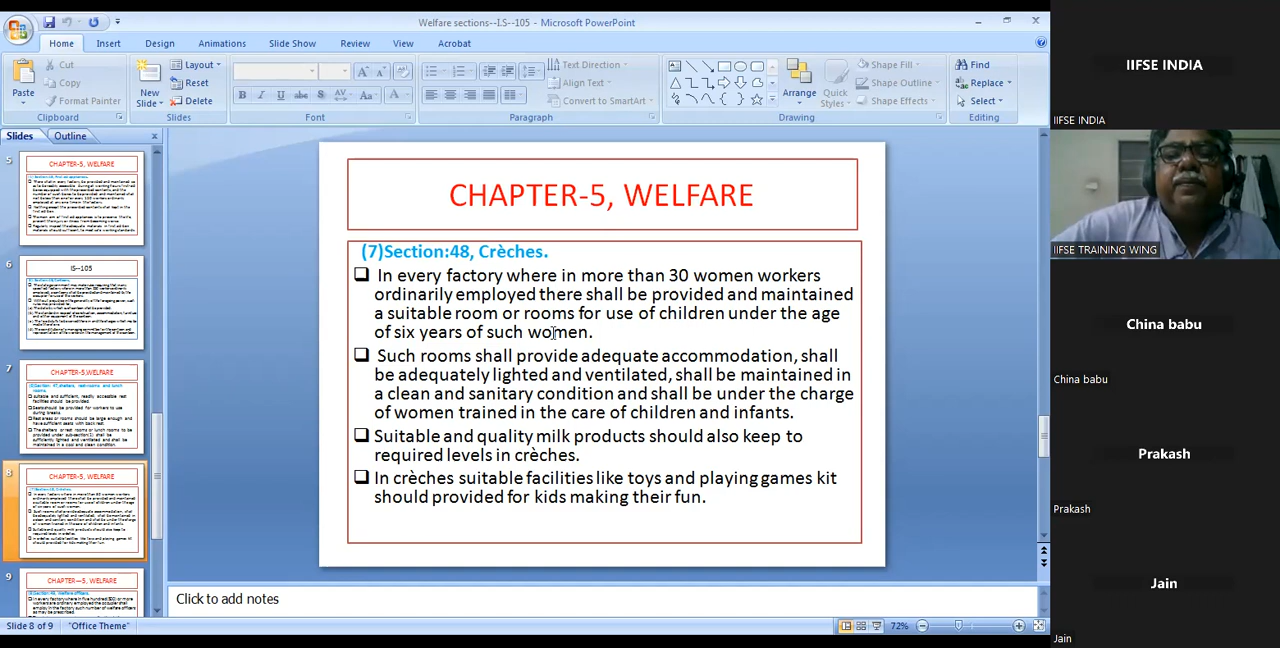 Welfare sections--I.S--105 - Microsoft PowerPoint
Home Insert Design Animations Slide Show Review View Acrobat
Cut
Copy
Format Painter
Paste
Clipboard
New
Slide
Layout
Reset
Delete
Slides
B I U abc S AV Aa A
Font
Text Direction
Align Text
Convert to SmartArt
Paragraph
Arrange
Quick
Styles
Shape Fill
Shape Outline
Shape Effects
Drawing
Find
Replace
Select
Editing
Slides Outline
5
CHAPTER-5, WELFARE
6
IS--105
7
CHAPTER-5,WELFARE
8
CHAPTER-5, WELFARE
9
CHAPTER—5, WELFARE
CHAPTER-5, WELFARE
(7)Section:48, Crèches.
In every factory where in more than 30 women workers
ordinarily employed there shall be provided and maintained
a suitable room or rooms for use of children under the age
of six years of such women.
Such rooms shall provide adequate accommodation, shall
be adequately lighted and ventilated, shall be maintained in
a clean and sanitary condition and shall be under the charge
of women trained in the care of children and infants.
Suitable and quality milk products should also keep to
required levels in crèches.
In crèches suitable facilities like toys and playing games kit
should provided for kids making their fun.
Click to add notes
Slide 8 of 9 "Office Theme" 72%
IIFSE INDIA
IIFSE INDIA
IIFSE TRAINING WING
China babu
China babu
Prakash
Prakash
Jain
Jain